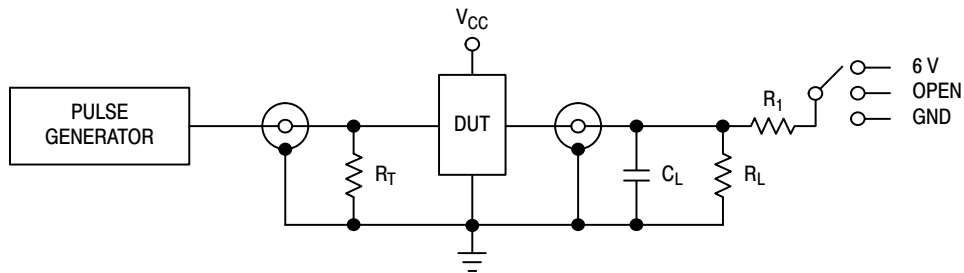 V_CC
PULSE
GENERATOR
DUT
R_T
C_L
R_L
R_1
6 V
OPEN
GND